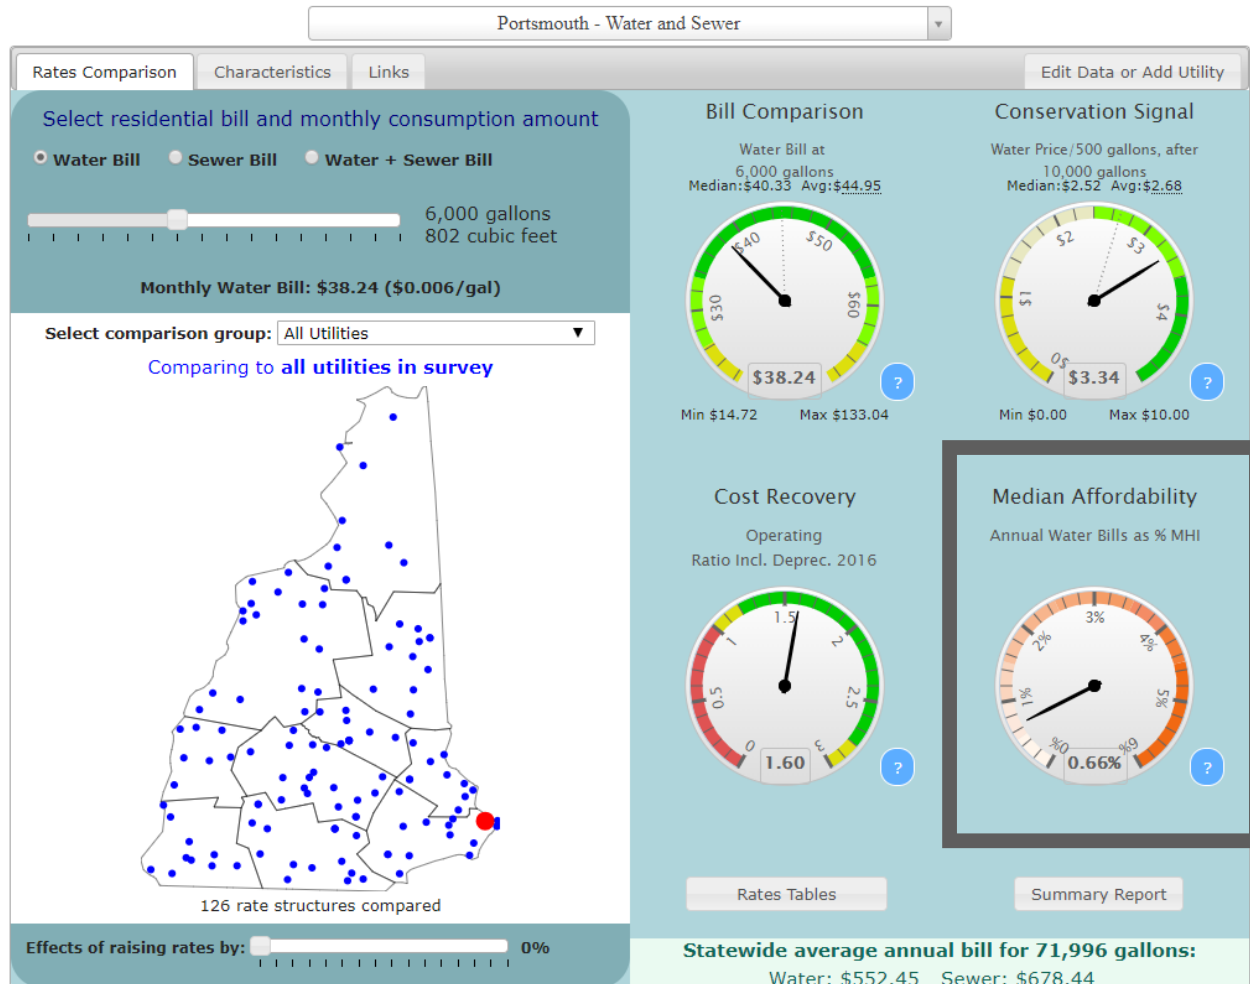 Portsmouth - Water and Sewer
Rates Comparison
Characteristics
Links
Edit Data or Add Utility
Select residential bill and monthly consumption amount
Water Bill
Sewer Bill
Water + Sewer Bill
6,000 gallons
802 cubic feet
Monthly Water Bill: $38.24 ($0.006/gal)
Select comparison group: All Utilities
Comparing to all utilities in survey
126 rate structures compared
Effects of raising rates by: 0%
Bill Comparison
Water Bill at
6,000 gallons
Median:$40.33 Avg:$44.95
$30
$40
$50
$60
$38.24
?
Min $14.72 Max $133.04
Conservation Signal
Water Price/500 gallons, after
10,000 gallons
Median:$2.52 Avg:$2.68
$0
$1
$2
$3
$4
$3.34
?
Min $0.00 Max $10.00
Cost Recovery
Operating
Ratio Incl. Deprec. 2016
0
0.5
1
1.5
2
2.5
3
1.60
?
Median Affordability
Annual Water Bills as % MHI
0%
1%
2%
3%
4%
5%
6%
0.66%
?
Rates Tables
Summary Report
Statewide average annual bill for 71,996 gallons:
Water: $552.45 Sewer: $678.44